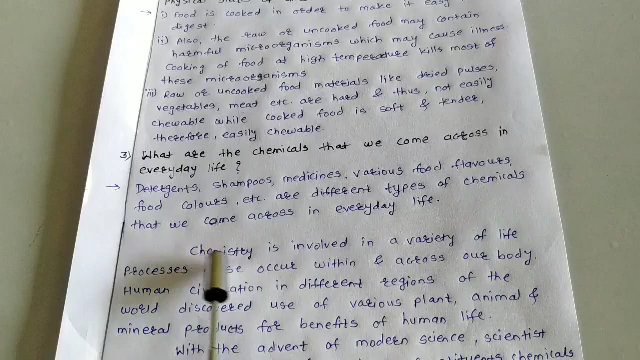 Physical
→ i) Food is cooked in order to make it easy
digest.
ii) Also, the raw or uncooked food may contain
harmful microorganisms which may cause illness
Cooking of food at high temperature kills most of
these microorganisms
iii) Raw or uncooked food materials like dried pulses,
vegetables, meat etc. are hard & thus, not easily
chewable while cooked food is soft & tender,
therefore, easily chewable.
3) What are the chemicals that we come across in
everyday life ?
→ Detergents, shampoos, medicines, various food flavours,
food colours, etc. are different types of chemicals
that we come across in everyday life.
Chemistry is involved in a variety of life
Processes occur within & across our body.
Human in different regions of the
world discovered use of various plant, animal &
mineral products for benefits of human life.
With the advent of modern science, scientist
chemicals